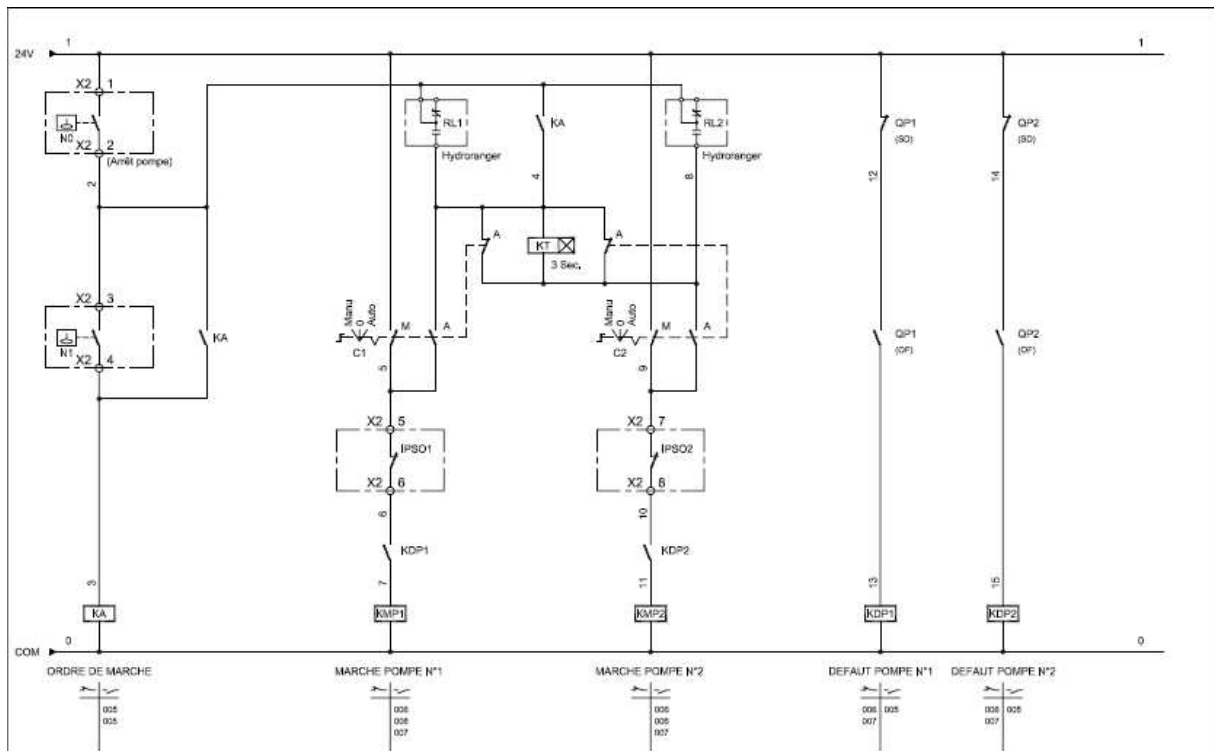 24V 1 1
X2 1
N0
X2 2
(Arrêt pompe)
RL1
Hydroranger
KA
RL2
Hydroranger
QP1
(SD)
QP2
(SD)
2
4
8
12
14
A
KT
3 Sec.
A
X2 3
N1
X2 4
KA
Manu
0
Auto
C1
M
A
Manu
0
Auto
C2
M
A
QP1
(OF)
QP2
(OF)
5
9
X2 5
IPSO1
X2 6
X2 7
IPSO2
X2 8
6
10
KDP1
KDP2
3
7
11
13
15
KA
KMP1
KMP2
KDP1
KDP2
COM 0 0
ORDRE DE MARCHE
MARCHE POMPE N°1
MARCHE POMPE N°2
DEFAUT POMPE N°1
DEFAUT POMPE N°2
005
005
006
006
007
006
006
007
006 005
007
006 005
007